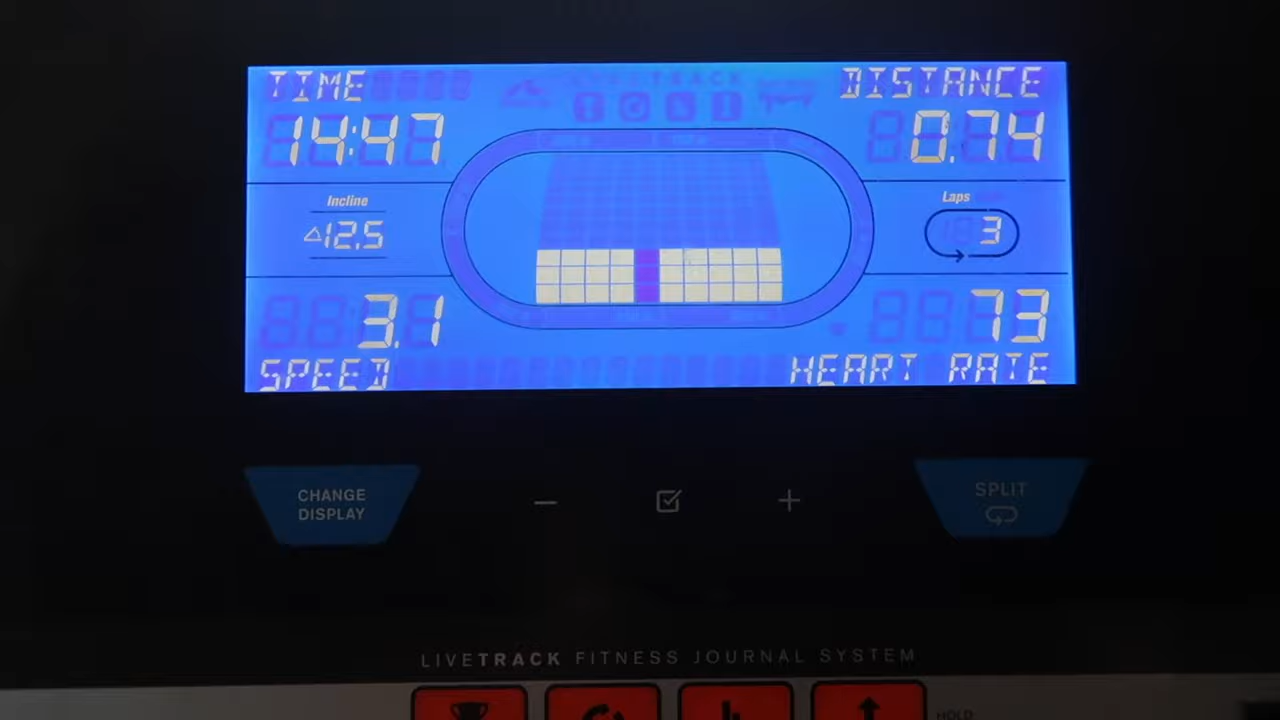 TIME
14:47
DISTANCE
0.74
Incline
12.5
Laps
3
3.1
SPEED
73
HEART RATE
CHANGE
DISPLAY
−
+
SPLIT
LIVETRACK FITNESS JOURNAL SYSTEM
HOLD